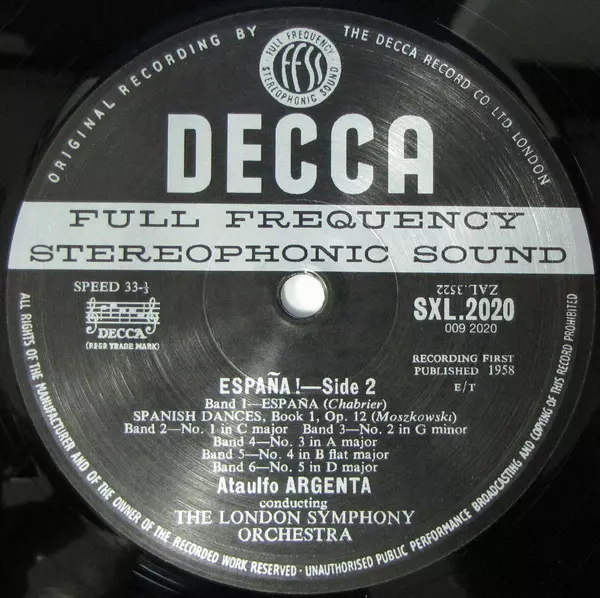 ORIGINAL RECORDING BY
THE DECCA RECORD CO LTD LONDON
FULL FREQUENCY
FFSS
STEREOPHONIC SOUND
DECCA
FULL FREQUENCY
STEREOPHONIC SOUND
SPEED 33-⅓
DECCA
(REGD. TRADE MARK)
ZAL.3522
SXL.2020
009 2020
RECORDING FIRST
PUBLISHED 1958
E/T
ESPAÑA!—Side 2
Band 1—ESPAÑA (Chabrier)
SPANISH DANCES, Book 1, Op. 12 (Moszkowski)
Band 2—No. 1 in C major Band 3—No. 2 in G minor
Band 4—No. 3 in A major
Band 5—No. 4 in B flat major
Band 6—No. 5 in D major
Ataulfo ARGENTA
conducting
THE LONDON SYMPHONY
ORCHESTRA
ALL RIGHTS OF THE MANUFACTURER AND OF THE OWNER OF THE RECORDED WORK RESERVED · UNAUTHORISED PUBLIC PERFORMANCE BROADCASTING AND COPYING OF THIS RECORD PROHIBITED